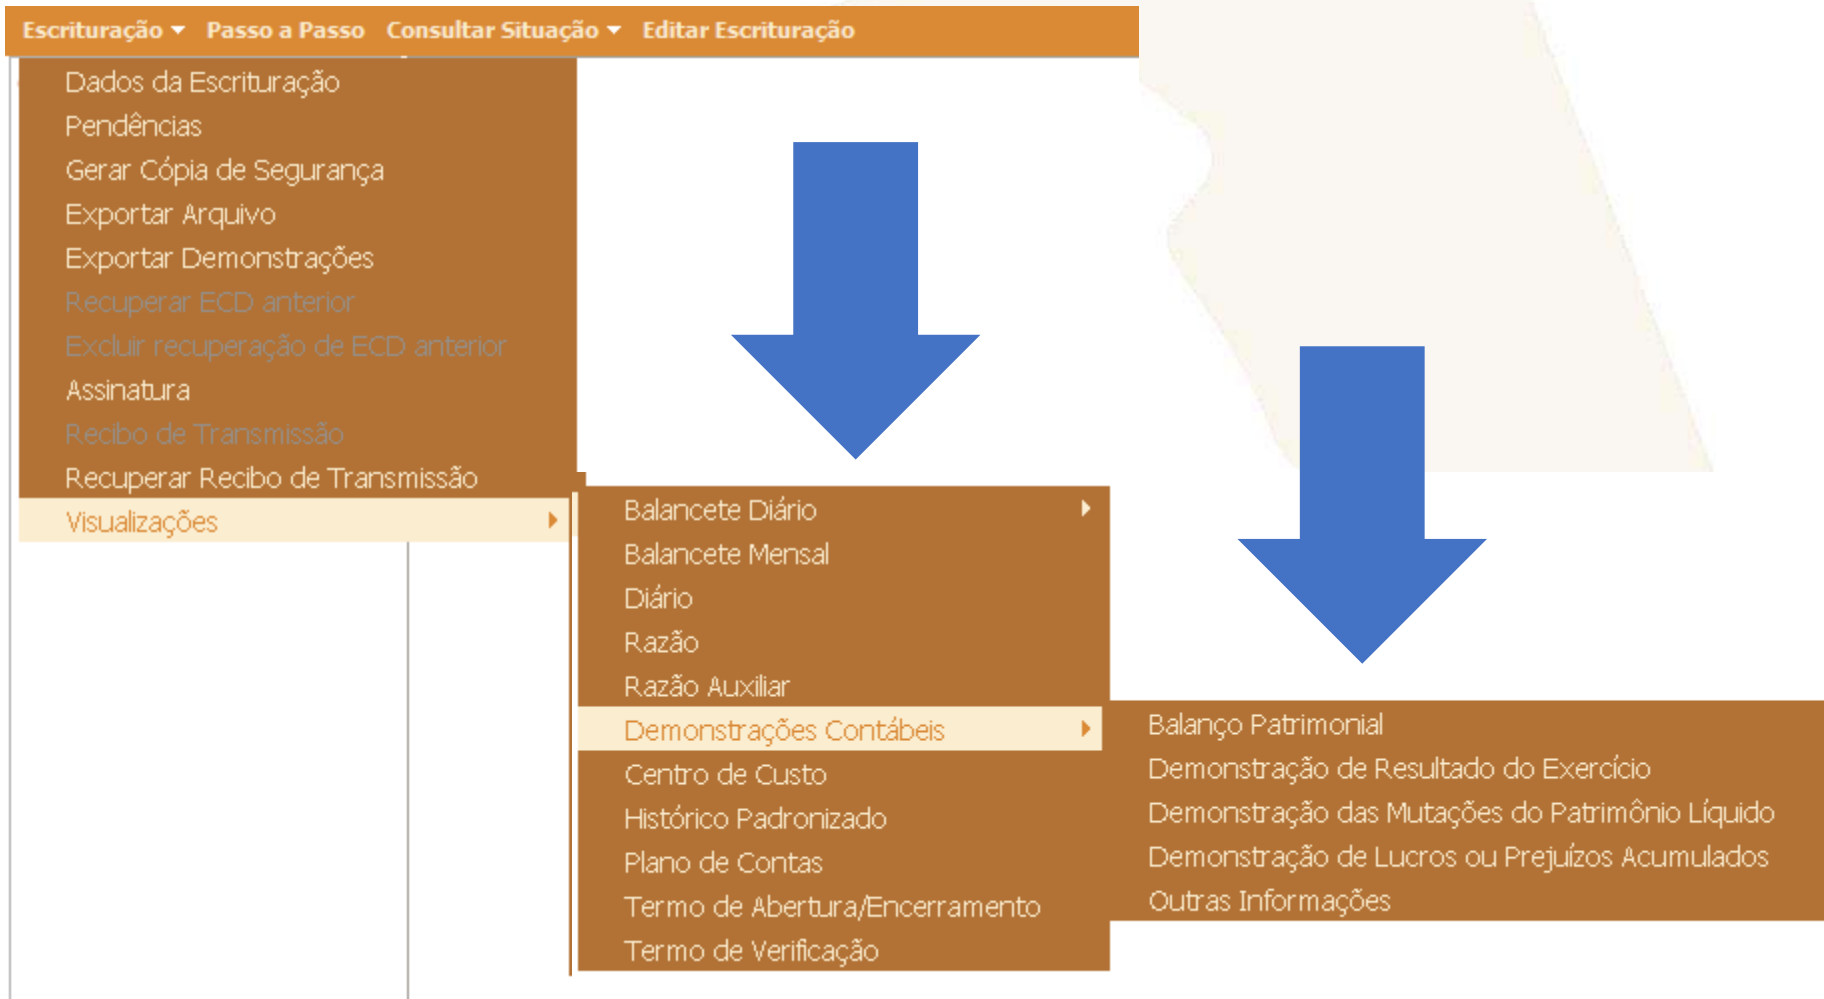 Escrituração Passo a Passo Consultar Situação Editar Escrituração
Dados da Escrituração
Pendências
Gerar Cópia de Segurança
Exportar Arquivo
Exportar Demonstrações
Recuperar ECD anterior
Excluir recuperação de ECD anterior
Assinatura
Recibo de Transmissão
Recuperar Recibo de Transmissão
Visualizações
Balancete Diário
Balancete Mensal
Diário
Razão
Razão Auxiliar
Demonstrações Contábeis
Centro de Custo
Histórico Padronizado
Plano de Contas
Termo de Abertura/Encerramento
Termo de Verificação
Balanço Patrimonial
Demonstração de Resultado do Exercício
Demonstração das Mutações do Patrimônio Líquido
Demonstração de Lucros ou Prejuízos Acumulados
Outras Informações